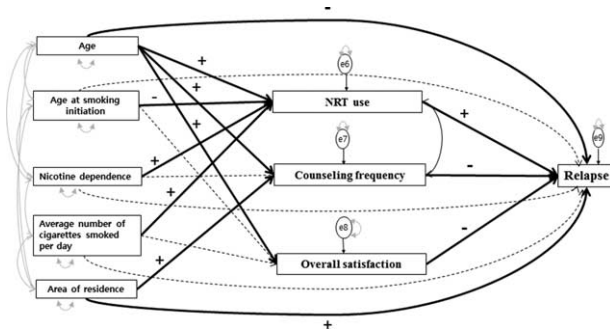 -
Age
+
e6
+
Age at smoking
initiation
-
NRT use
+
+
e7
e9
Nicotine dependence
+
Counseling frequency
-
Relapse
+
Average number of
cigarettes smoked
per day
e8
-
+
Overall satisfaction
Area of residence
+